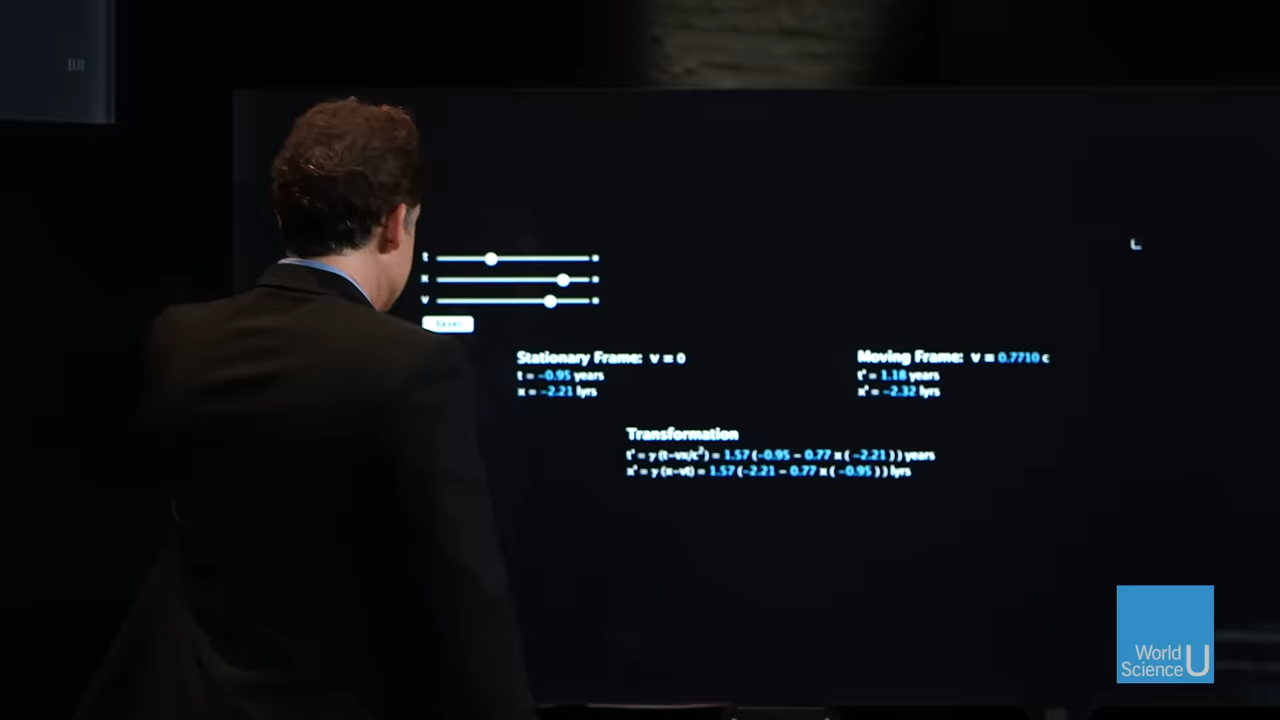 BR
t
x
v
Reset
Stationary Frame: v = 0
t = -0.95 years
x = -2.21 lyrs
Moving Frame: v = 0.7710 c
t' = 1.18 years
x' = -2.32 lyrs
Transformation
t' = γ (t-vx/c²) = 1.57 (-0.95 - 0.77 x ( -2.21 ) ) years
x' = γ (x-vt) = 1.57 (-2.21 - 0.77 x ( -0.95 ) ) lyrs
World
Science U